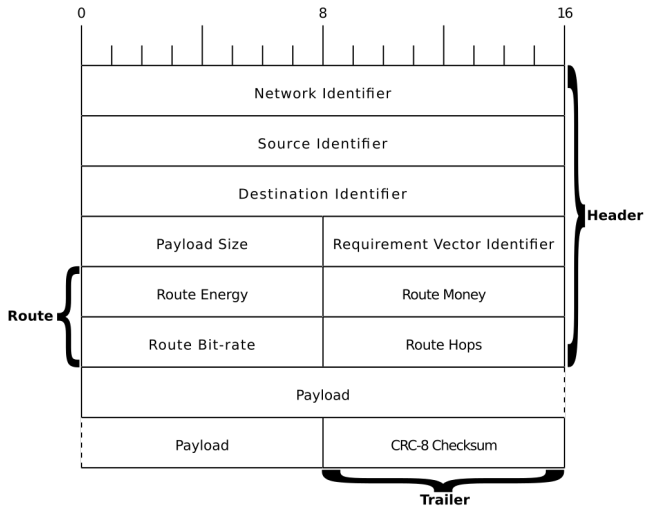 0 8 16
Network Identifier
Source Identifier
Destination Identifier
Header
Payload Size Requirement Vector Identifier
Route Energy Route Money
Route
Route Bit-rate Route Hops
Payload
Payload CRC-8 Checksum
Trailer